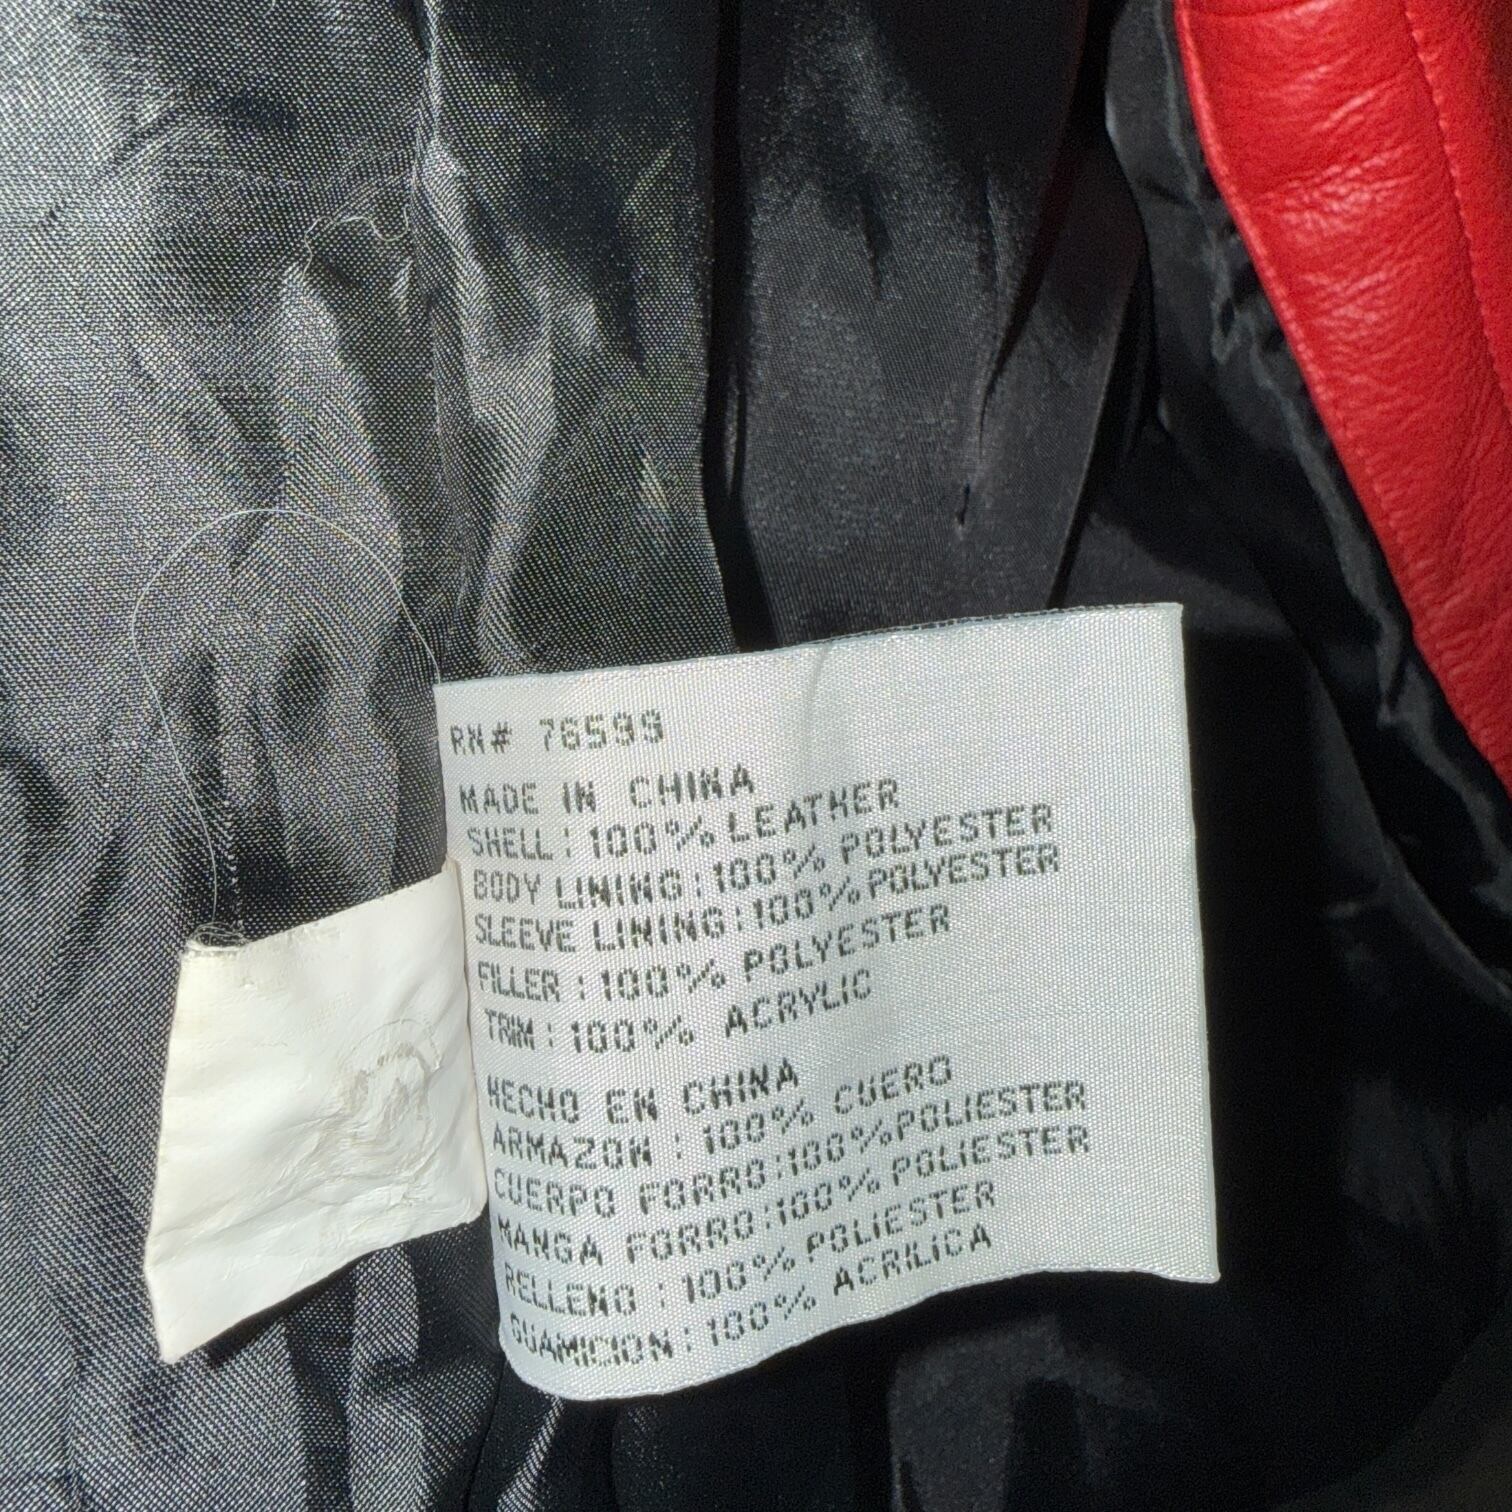 RN# 76599
MADE IN CHINA
SHELL: 100% LEATHER
BODY LINING: 100% POLYESTER
SLEEVE LINING: 100% POLYESTER
FILLER: 100% POLYESTER
TRIM: 100% ACRYLIC
HECHO EN CHINA
ARMAZON: 100% CUERO
CUERPO FORRO: 100% POLIESTER
MANGA FORRO: 100% POLIESTER
RELLENO: 100% POLIESTER
GUAMICION: 100% ACRILICA